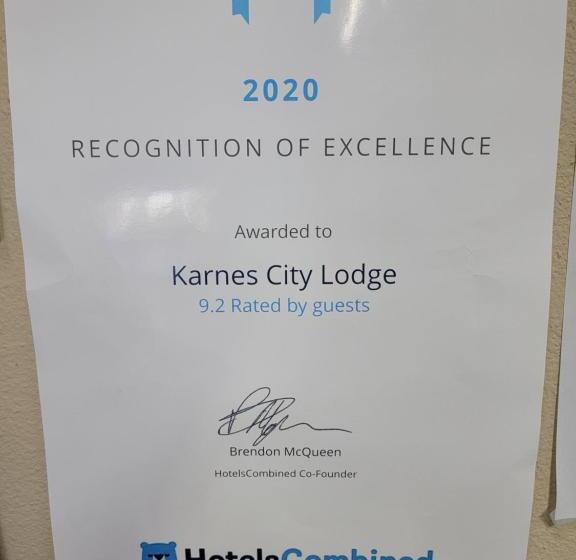 2020
RECOGNITION OF EXCELLENCE
Awarded to
Karnes City Lodge
9.2 Rated by guests
Brendon McQueen
HotelsCombined Co-Founder
HotelsCombined